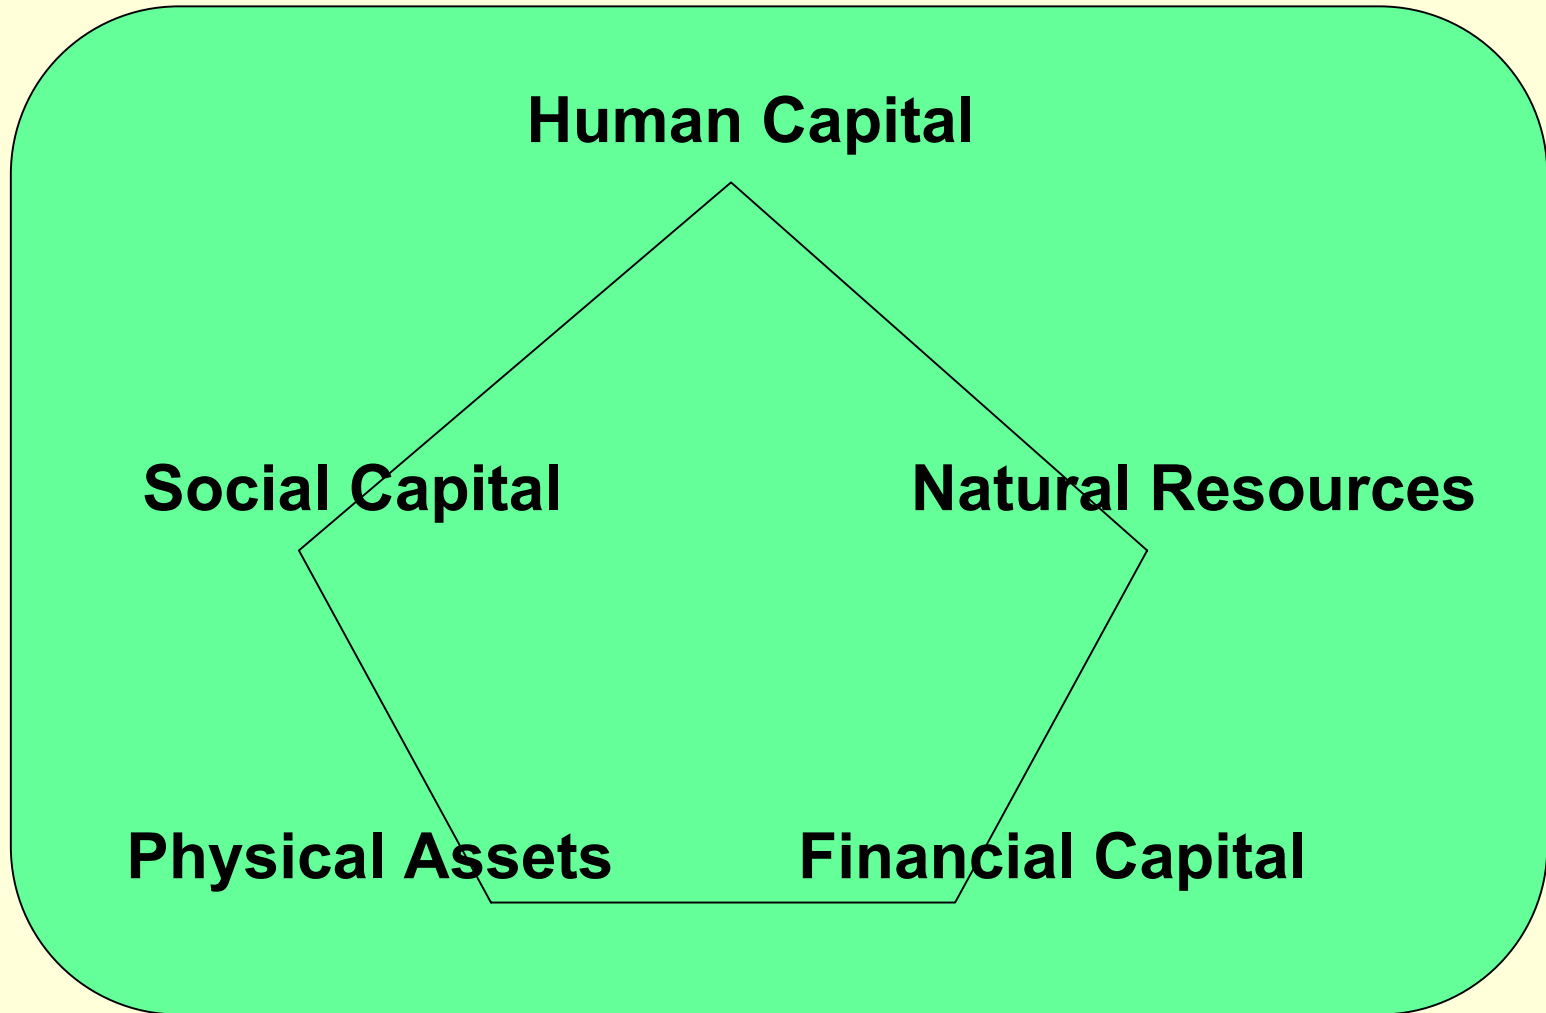 Human Capital
Social Capital
Natural Resources
Physical Assets
Financial Capital